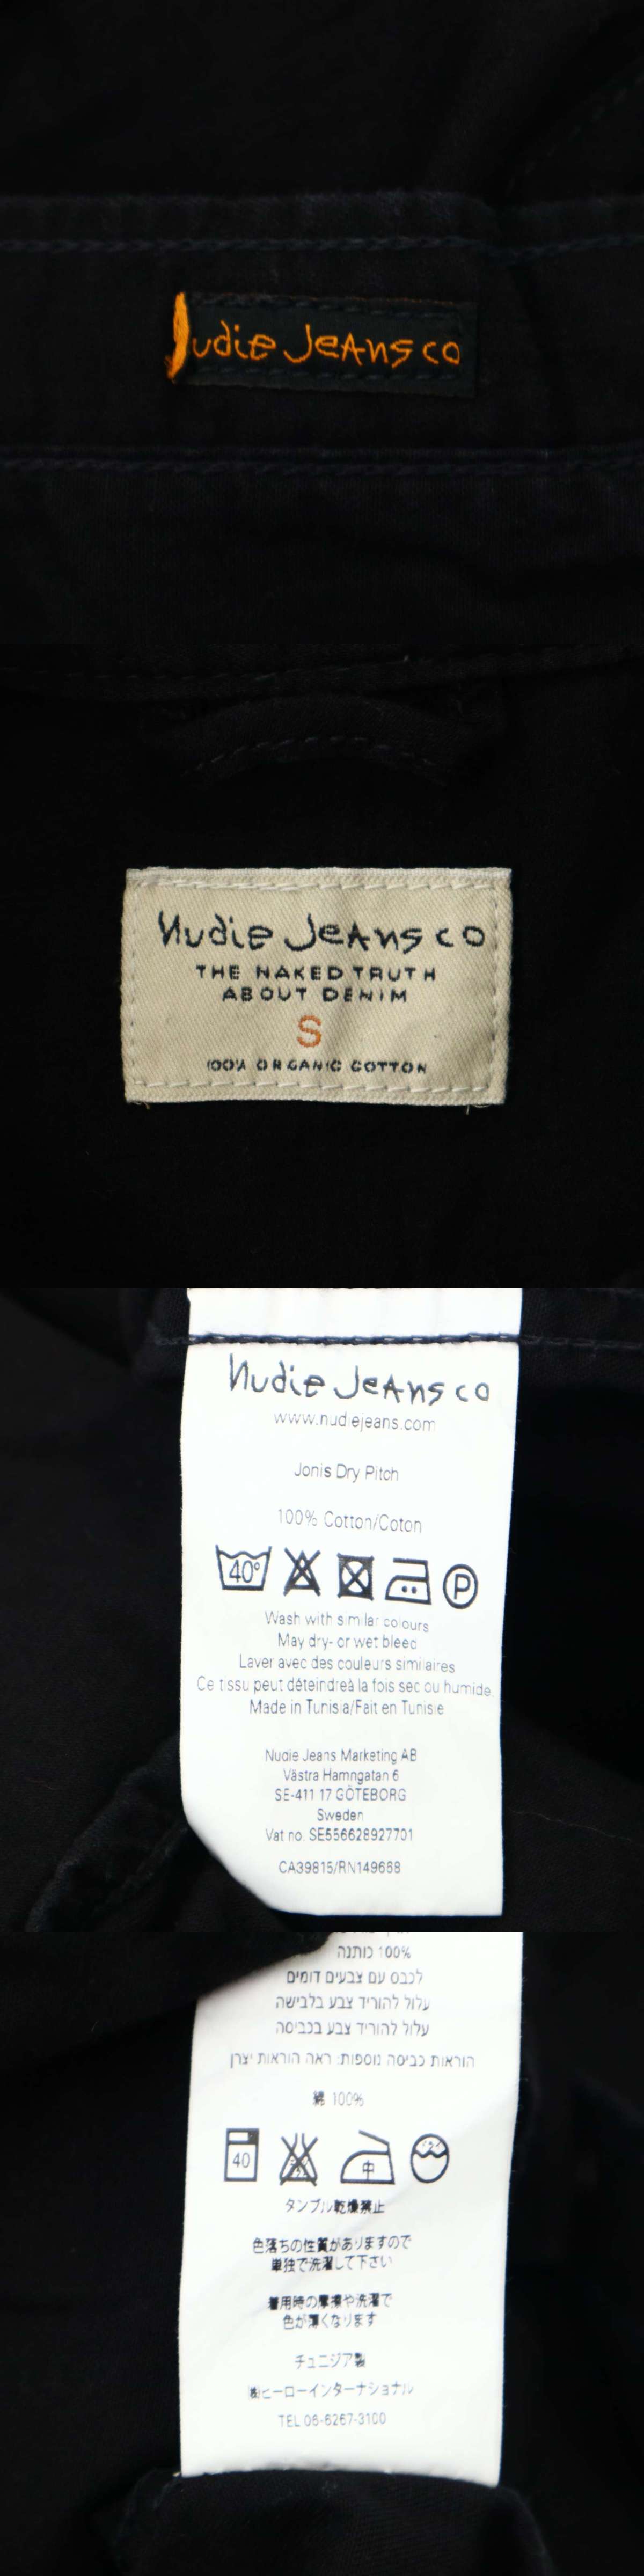 Nudie Jeans co
Nudie Jeans co
THE NAKED TRUTH
ABOUT DENIM
S
100% ORGANIC COTTON
Nudie Jeans co
www.nudiejeans.com
Jonis Dry Pitch
100% Cotton/Coton
40°
P
Wash with similar colours
May dry- or wet bleed
Laver avec des couleurs similaires
Ce tissu peut déteindreà la fois sec ou humide
Made in Tunisia/Fait en Tunisie
Nudie Jeans Marketing AB
Västra Hamngatan 6
SE-411 17 GÖTEBORG
Sweden
Vat no. SE556628927701
CA39815/RN149668
100% כותנה
לכבס עם צבעים דומים
עלול להוריד צבע בלבישה
עלול להוריד צבע בכביסה
הוראות כביסה נוספות: ראה הוראות יצרן
綿 100%
40 中
タンブル乾燥禁止
色落ちの性質がありますので
単独で洗濯して下さい
着用時の摩擦や洗濯で
色が薄くなります
チュニジア製
㈱ヒーローインターナショナル
TEL 06-6267-3100